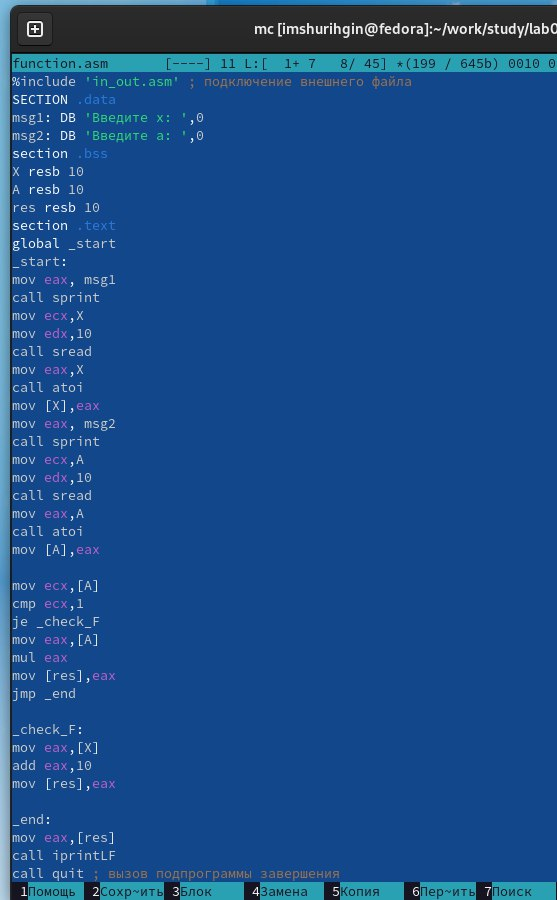 mc [imshurihgin@fedora]:~/work/study/lab0
function.asm [----] 11 L:[ 1+ 7 8/ 45] *(199 / 645b) 0010 0
%include 'in_out.asm' ; подключение внешнего файла
SECTION .data
msg1: DB 'Введите x: ',0
msg2: DB 'Введите a: ',0
section .bss
X resb 10
A resb 10
res resb 10
section .text
global _start
_start:
mov eax, msg1
call sprint
mov ecx,X
mov edx,10
call sread
mov eax,X
call atoi
mov [X],eax
mov eax, msg2
call sprint
mov ecx,A
mov edx,10
call sread
mov eax,A
call atoi
mov [A],eax
mov ecx,[A]
cmp ecx,1
je _check_F
mov eax,[A]
mul eax
mov [res],eax
jmp _end
_check_F:
mov eax,[X]
add eax,10
mov [res],eax
_end:
mov eax,[res]
call iprintLF
call quit ; вызов подпрограммы завершения
1Помощь 2Сохр~ить 3Блок 4Замена 5Копия 6Пер~ить 7Поиск